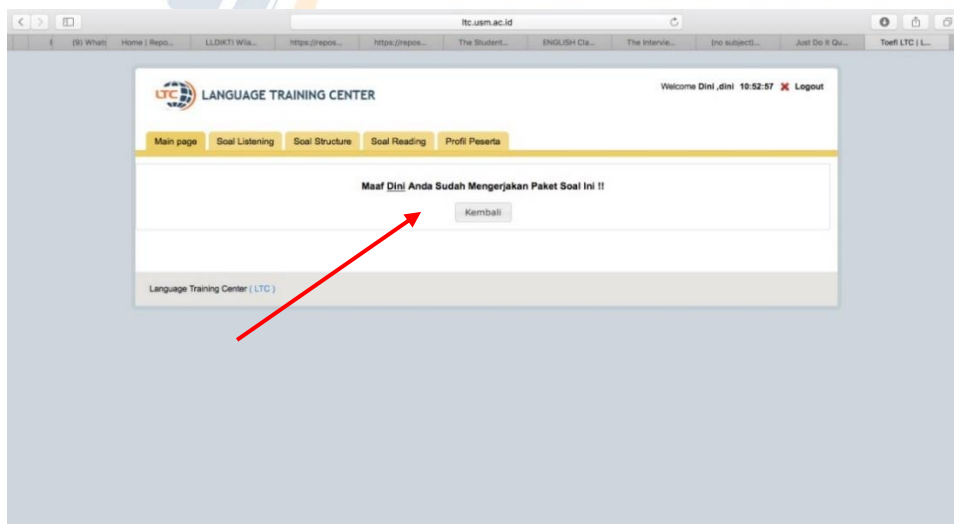 ltc.usm.ac.id
(9) What
Home | Repo...
LLDIKTI Wila...
https://repos...
https://repos...
The Student...
ENGLISH Cla...
The Intervie...
(no subject)...
Just Do It Qu...
Toefl LTC | L...
LTC LANGUAGE TRAINING CENTER
Welcome Dini ,dini 10:52:57 Logout
Main page Soal Listening Soal Structure Soal Reading Profil Peserta
Maaf Dini Anda Sudah Mengerjakan Paket Soal Ini !!
Kembali
Language Training Center ( LTC )